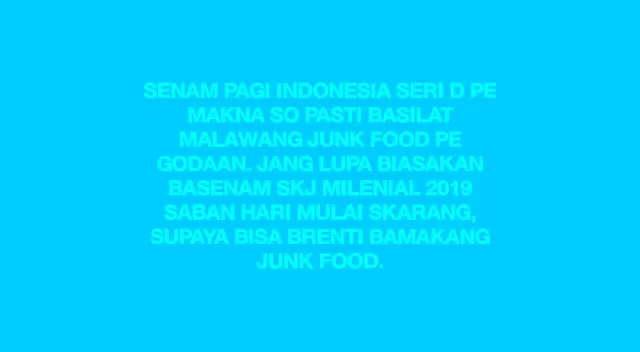 SENAM PAGI INDONESIA SERI D PE
MAKNA SO PASTI BASILAT
MALAWANG JUNK FOOD PE
GODAAN. JANG LUPA BIASAKAN
BASENAM SKJ MILENIAL 2019
SABAN HARI MULAI SKARANG,
SUPAYA BISA BRENTI BAMAKANG
JUNK FOOD.